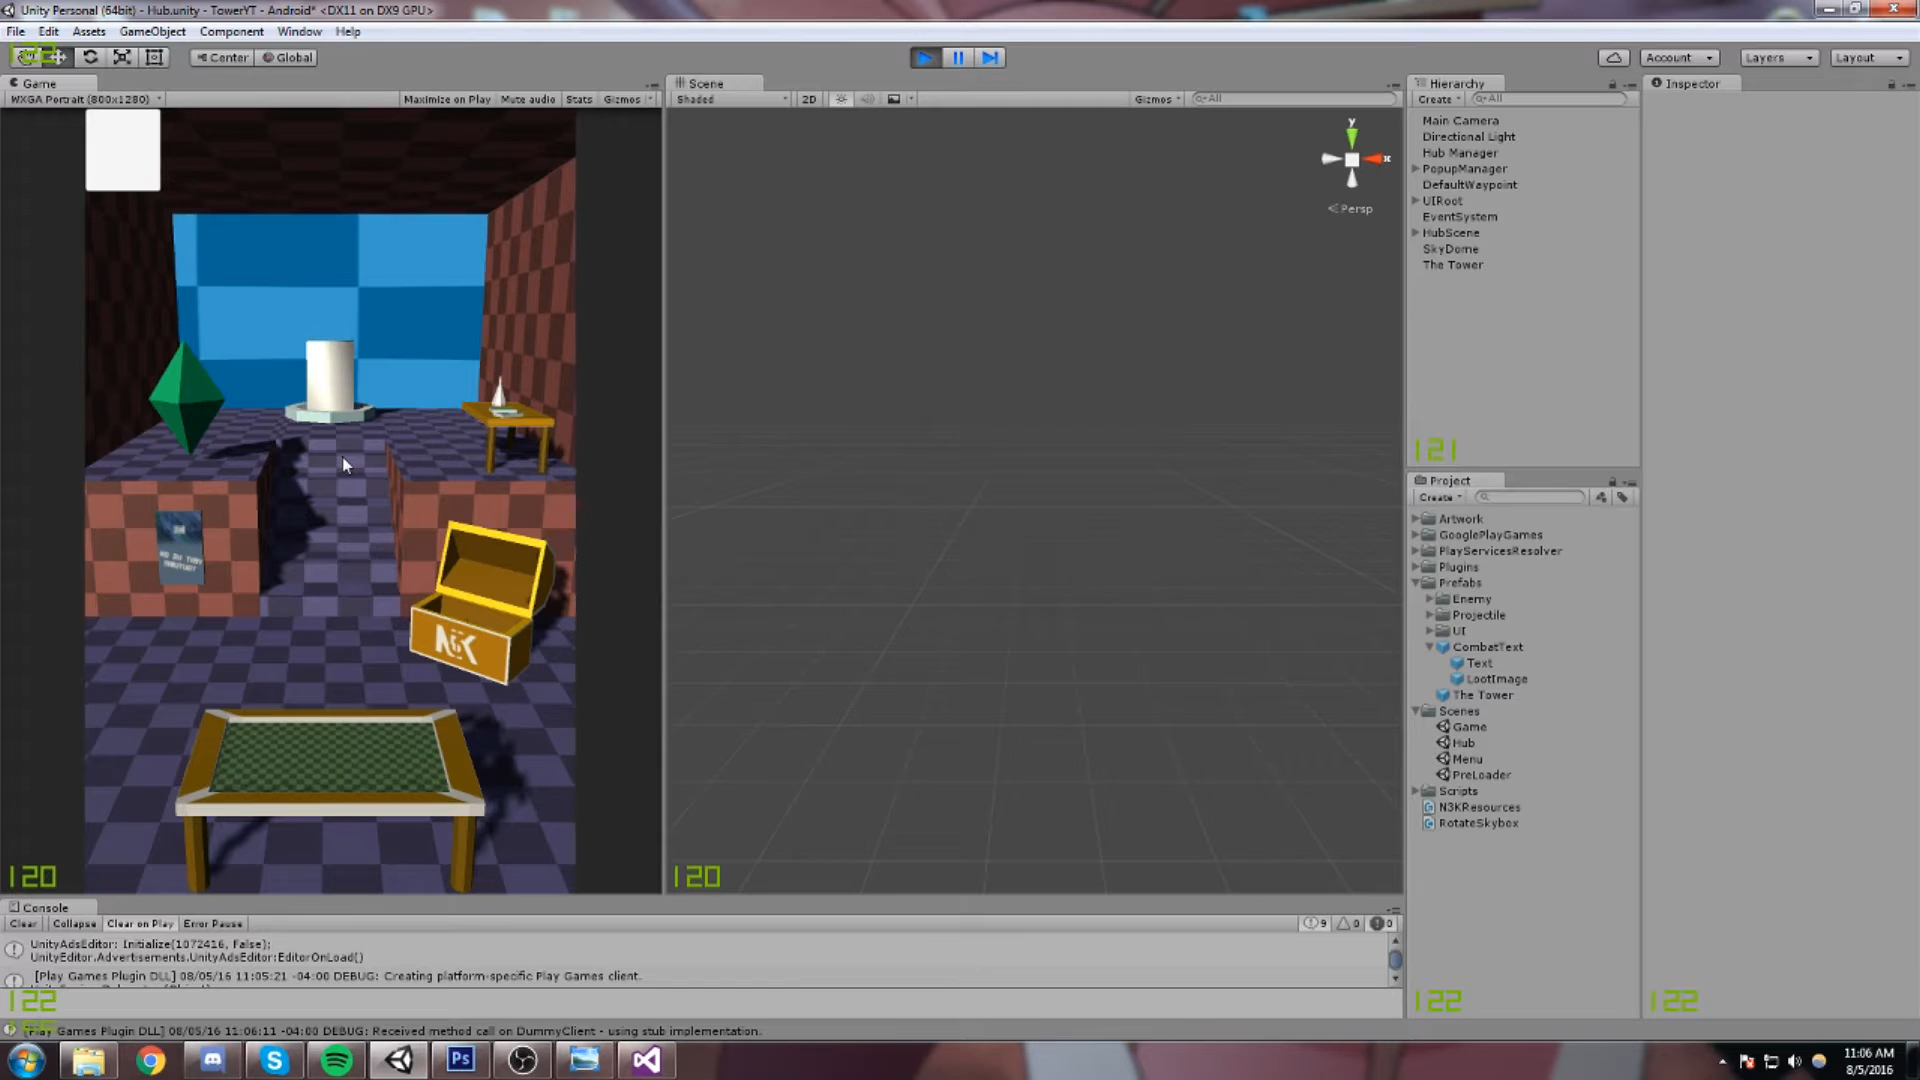 Unity Personal (64bit) - Hub.unity - TowerYT - Android* <DX11 on DX9 GPU>
File Edit Assets GameObject Component Window Help
Center Global Account Layers Layout
Game
WXGA Portrait (800x1280) Maximize on Play Mute audio Stats Gizmos
Scene
Shaded 2D Gizmos All
y
x
Persp
Hierarchy
Create All
Main Camera
Directional Light
Hub Manager
PopupManager
DefaultWaypoint
UIRoot
EventSystem
HubScene
SkyDome
The Tower
121
Inspector
Project
Create
Artwork
GooglePlayGames
PlayServicesResolver
Plugins
Prefabs
Enemy
Projectile
UI
CombatText
Text
LootImage
The Tower
Scenes
Game
Hub
Menu
PreLoader
Scripts
N3KResources
RotateSkybox
120
120
Console
Clear Collapse Clear on Play Error Pause 9 0 0
UnityAdsEditor: Initialize(1072416, False);
UnityEditor.Advertisements.UnityAdsEditor:EditorOnLoad()
[Play Games Plugin DLL] 08/05/16 11:05:21 -04:00 DEBUG: Creating platform-specific Play Games client.
122
122
122
[Play Games Plugin DLL] 08/05/16 11:06:11 -04:00 DEBUG: Received method call on DummyClient - using stub implementation.
Ps
11:06 AM
8/5/2016